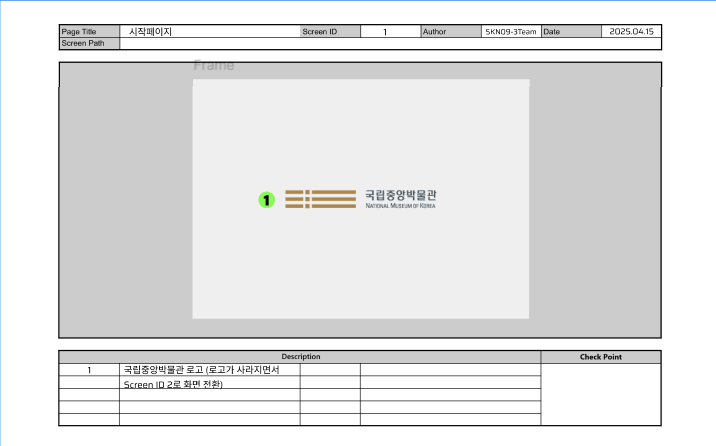 Page Title 시작페이지 Screen ID 1 Author SKN09-3Team Date 2025.04.15
Screen Path
Frame
1 국립중앙박물관
NATIONAL MUSEUM OF KOREA
Description Check Point
1 국립중앙박물관 로고 (로고가 사라지면서
Screen ID 2로 화면 전환)